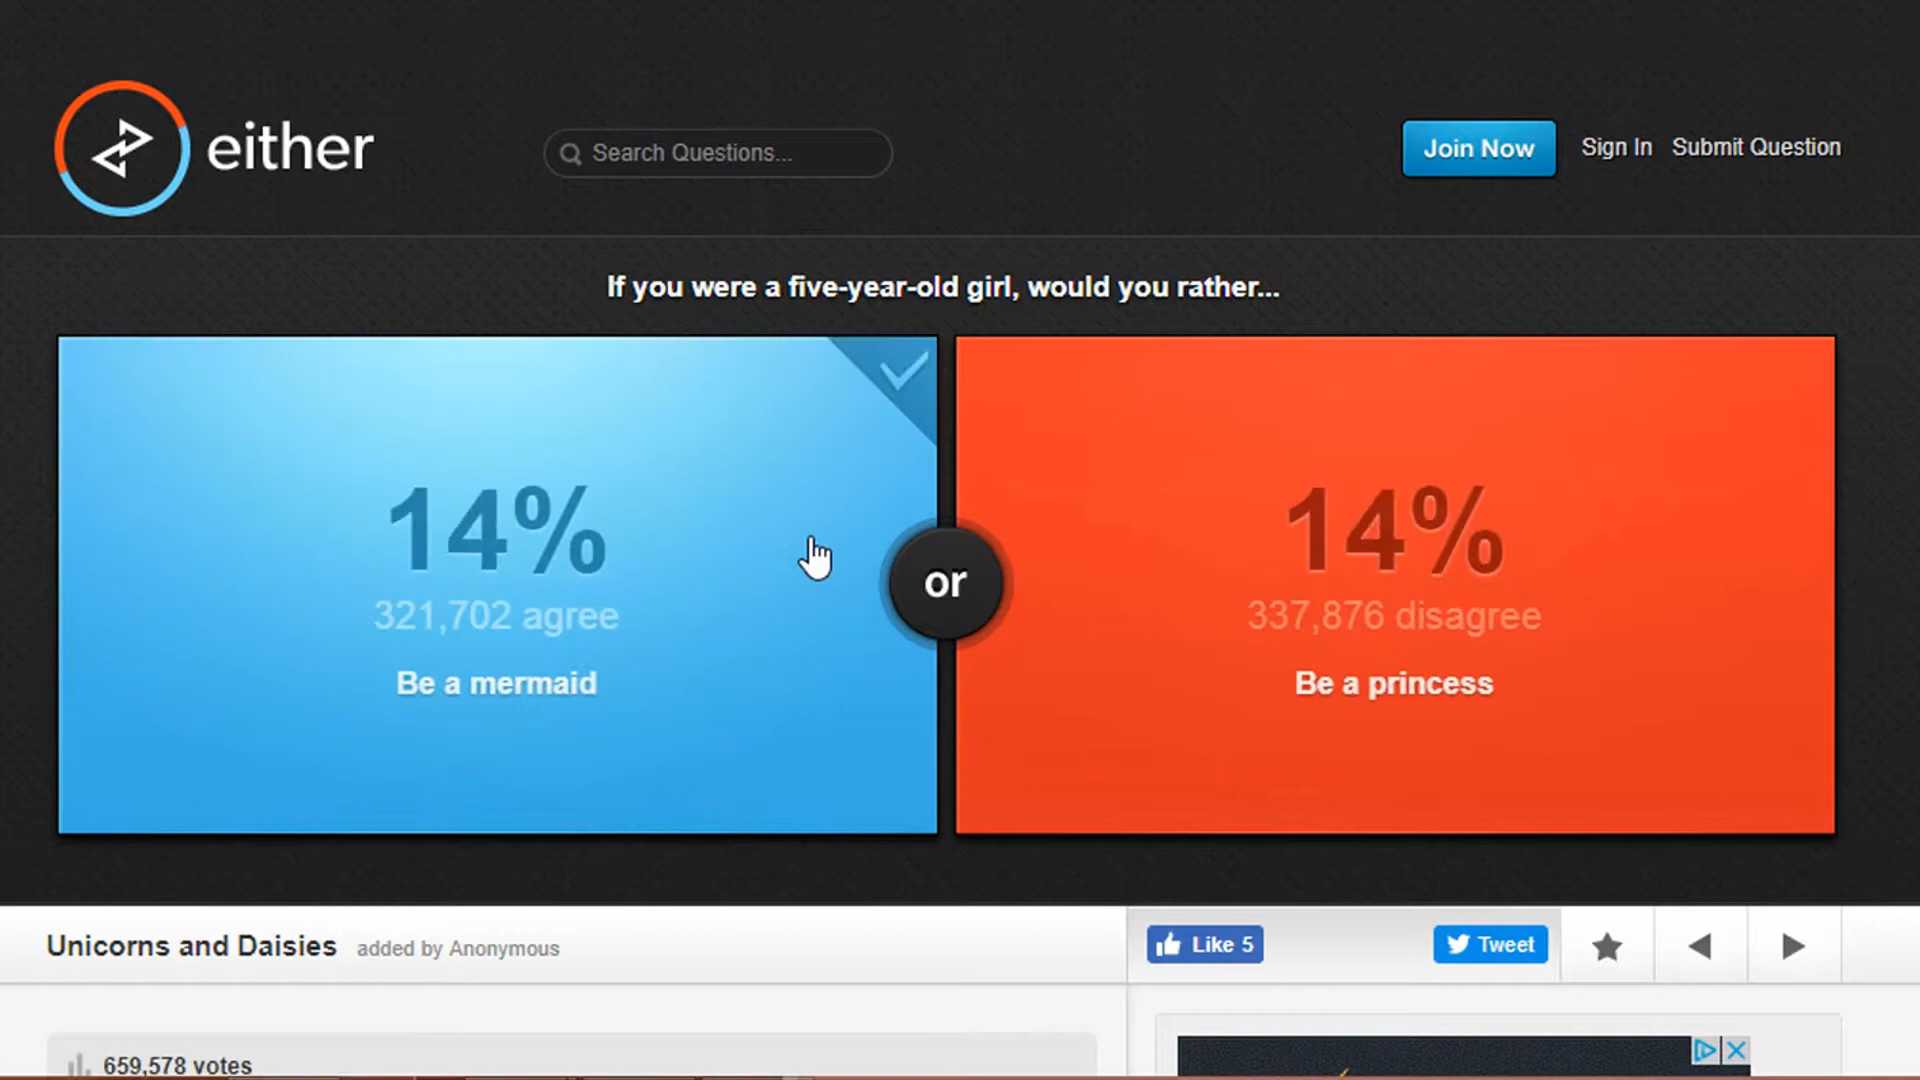 either
Search Questions...
Join Now
Sign In
Submit Question
If you were a five-year-old girl, would you rather...
14%
321,702 agree
Be a mermaid
or
14%
337,876 disagree
Be a princess
Unicorns and Daisies added by Anonymous
Like 5
Tweet
659,578 votes